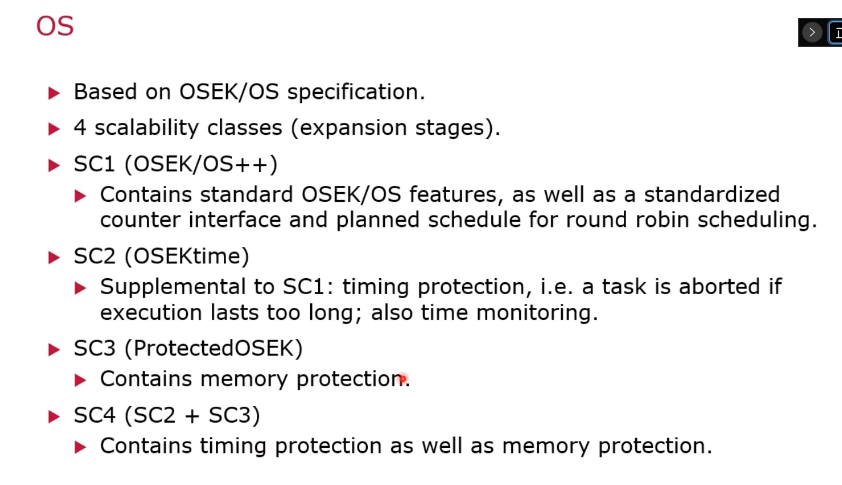 OS
Based on OSEK/OS specification.
4 scalability classes (expansion stages).
SC1 (OSEK/OS++)
Contains standard OSEK/OS features, as well as a standardized
counter interface and planned schedule for round robin scheduling.
SC2 (OSEKtime)
Supplemental to SC1: timing protection, i.e. a task is aborted if
execution lasts too long; also time monitoring.
SC3 (ProtectedOSEK)
Contains memory protection.
SC4 (SC2 + SC3)
Contains timing protection as well as memory protection.